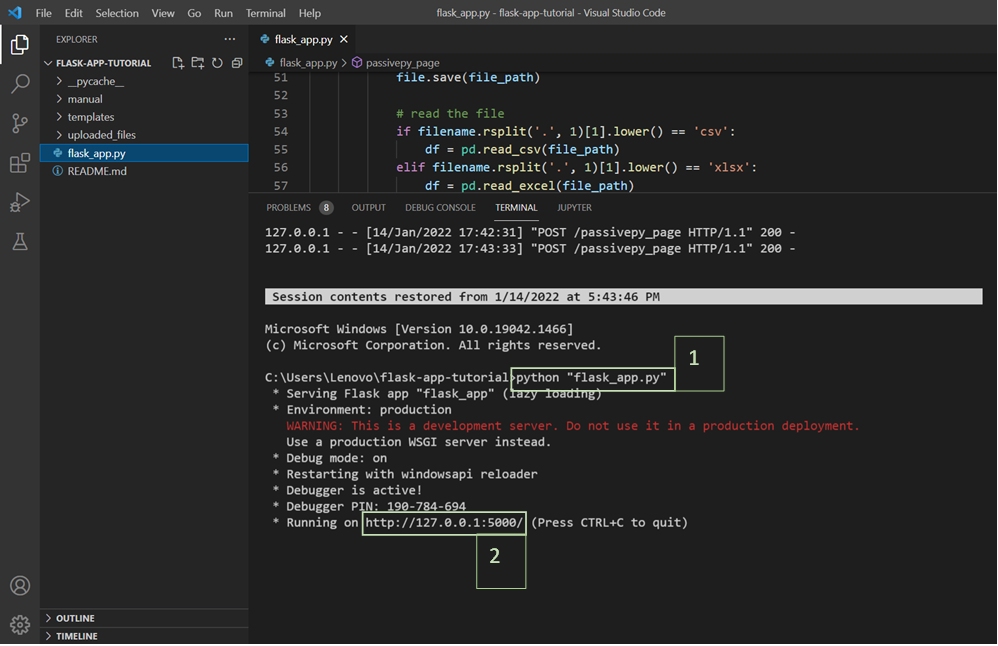 File Edit Selection View Go Run Terminal Help
flask_app.py - flask-app-tutorial - Visual Studio Code
EXPLORER
FLASK-APP-TUTORIAL
__pycache__
manual
templates
uploaded_files
flask_app.py
README.md
OUTLINE
TIMELINE
flask_app.py
flask_app.py > passivepy_page
51 file.save(file_path)
52
53 # read the file
54 if filename.rsplit('.', 1)[1].lower() == 'csv':
55 df = pd.read_csv(file_path)
56 elif filename.rsplit('.', 1)[1].lower() == 'xlsx':
57 df = pd.read_excel(file_path)
PROBLEMS 8 OUTPUT DEBUG CONSOLE TERMINAL JUPYTER
127.0.0.1 - - [14/Jan/2022 17:42:31] "POST /passivepy_page HTTP/1.1" 200 -
127.0.0.1 - - [14/Jan/2022 17:43:33] "POST /passivepy_page HTTP/1.1" 200 -
Session contents restored from 1/14/2022 at 5:43:46 PM
Microsoft Windows [Version 10.0.19042.1466]
(c) Microsoft Corporation. All rights reserved.
1
C:\Users\Lenovo\flask-app-tutorial>python "flask_app.py"
* Serving Flask app "flask_app" (lazy loading)
* Environment: production
WARNING: This is a development server. Do not use it in a production deployment.
Use a production WSGI server instead.
* Debug mode: on
* Restarting with windowsapi reloader
* Debugger is active!
* Debugger PIN: 190-784-694
* Running on http://127.0.0.1:5000/ (Press CTRL+C to quit)
2